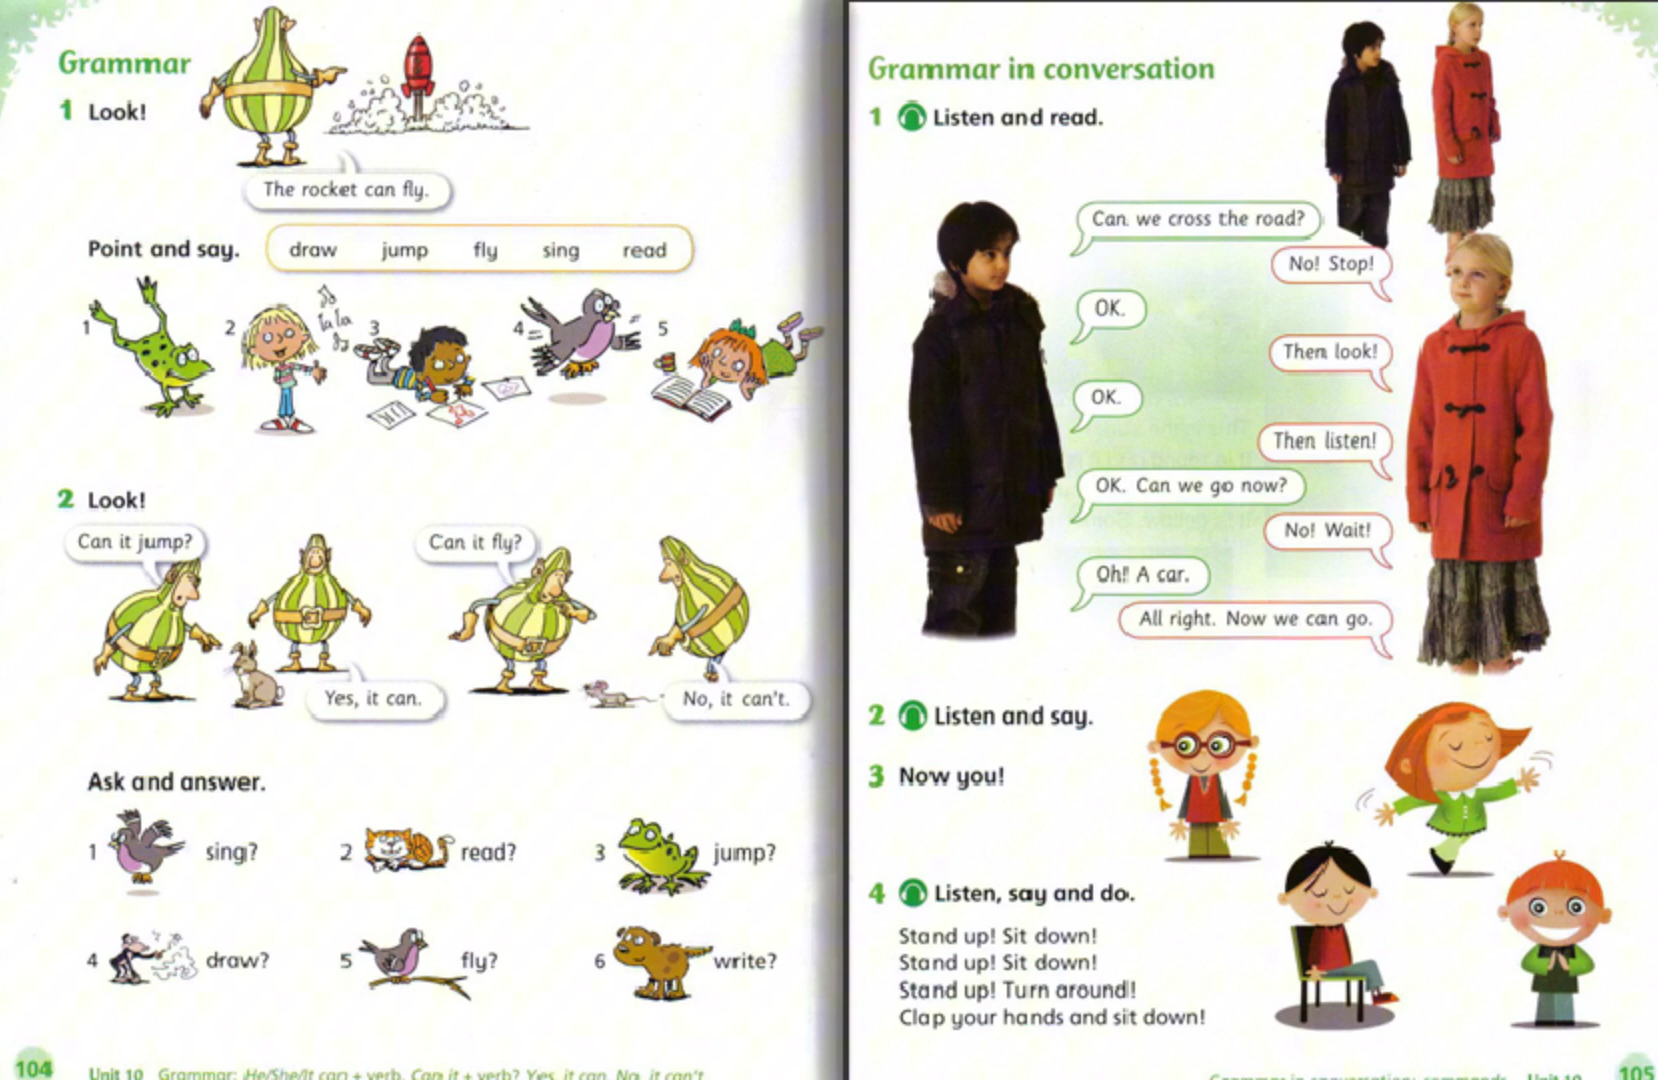 Grammar
1 Look!
The rocket can fly.
Point and say.
draw jump fly sing read
1 2 la la 3 4 5
2 Look!
Can it jump?
Yes, it can.
Can it fly?
No, it can't.
Ask and answer.
1 sing? 2 read? 3 jump?
4 draw? 5 fly? 6 write?
104 Unit 10 Grammar: He/She/It can + verb. Can it + verb? Yes, it can. No, it can't.
Grammar in conversation
1 Listen and read.
Can we cross the road?
No! Stop!
OK.
Then look!
OK.
Then listen!
OK. Can we go now?
No! Wait!
Oh! A car.
All right. Now we can go.
2 Listen and say.
3 Now you!
4 Listen, say and do.
Stand up! Sit down!
Stand up! Sit down!
Stand up! Turn around!
Clap your hands and sit down!
Grammar in conversation: commands Unit 10 105